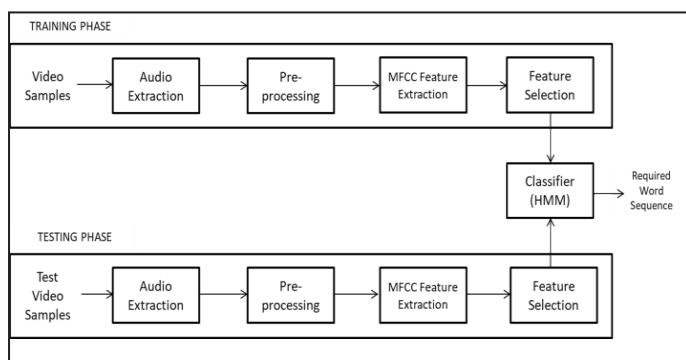 TRAINING PHASE
Video
Samples
Audio
Extraction
Pre-
processing
MFCC Feature
Extraction
Feature
Selection
Classifier
(HMM)
Required
Word
Sequence
TESTING PHASE
Test
Video
Samples
Audio
Extraction
Pre-
processing
MFCC Feature
Extraction
Feature
Selection